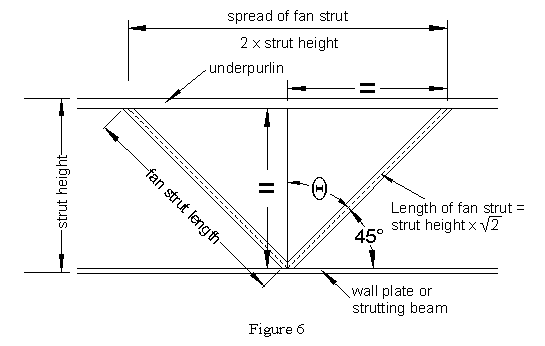 spread of fan strut
2 x strut height
underpurlin
=
strut height
fan strut length
=
Θ
45°
Length of fan strut =
strut height x √2
wall plate or
strutting beam
Figure 6